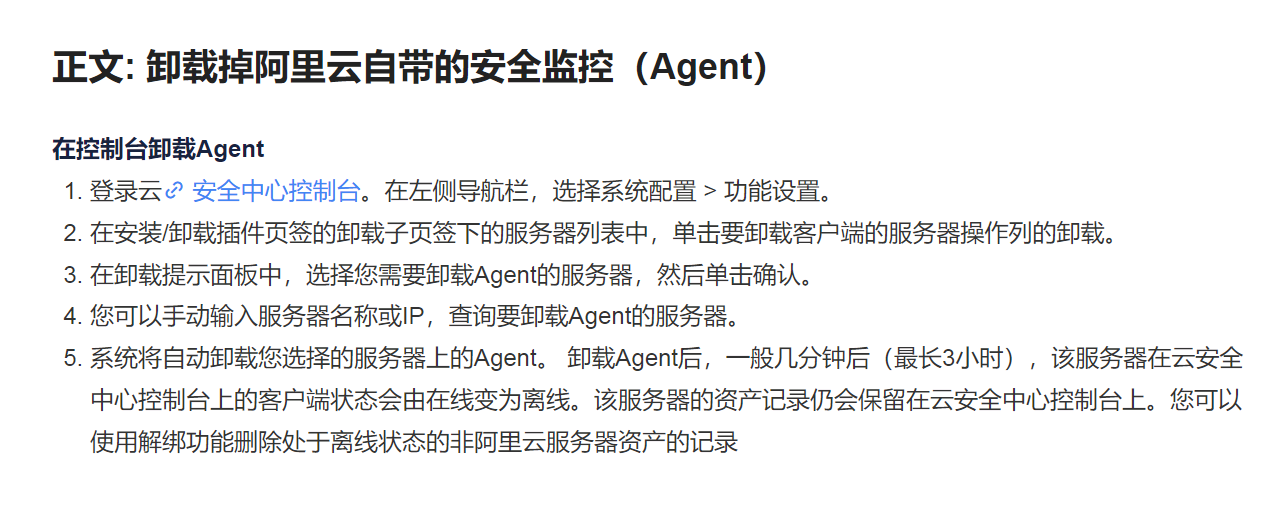 正文: 卸载掉阿里云自带的安全监控（Agent）
在控制台卸载Agent
1. 登录云 安全中心控制台。在左侧导航栏，选择系统配置 > 功能设置。
2. 在安装/卸载插件页签的卸载子页签下的服务器列表中，单击要卸载客户端的服务器操作列的卸载。
3. 在卸载提示面板中，选择您需要卸载Agent的服务器，然后单击确认。
4. 您可以手动输入服务器名称或IP，查询要卸载Agent的服务器。
5. 系统将自动卸载您选择的服务器上的Agent。 卸载Agent后，一般几分钟后（最长3小时），该服务器在云安全
中心控制台上的客户端状态会由在线变为离线。该服务器的资产记录仍会保留在云安全中心控制台上。您可以
使用解绑功能删除处于离线状态的非阿里云服务器资产的记录